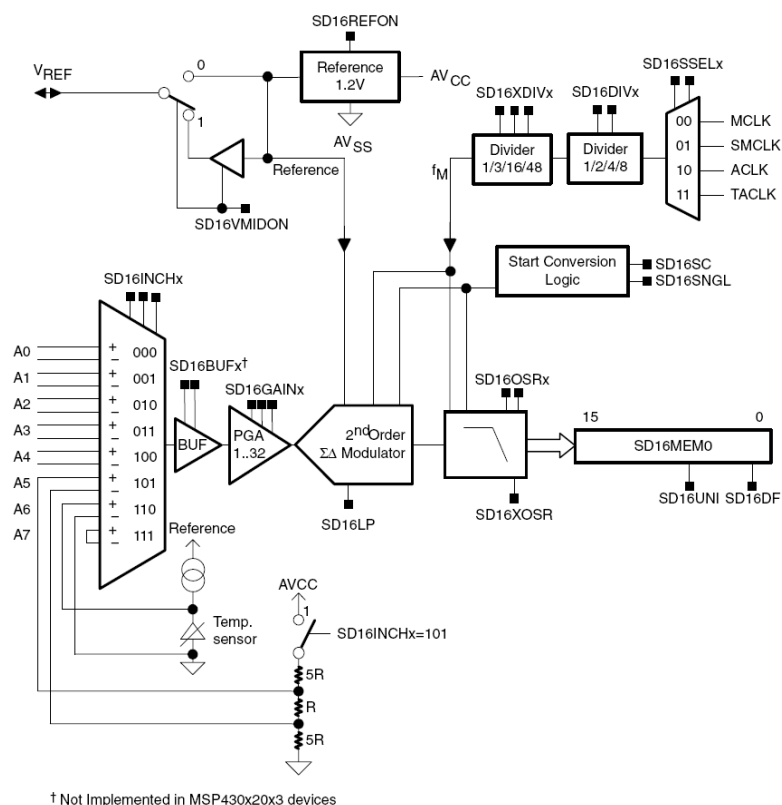 SD16REFON
VREF
0
1
Reference
1.2V
AVCC
AVSS
Reference
SD16VMIDON
SD16SSELx
SD16XDIVx
SD16DIVx
fM
Divider
1/3/16/48
Divider
1/2/4/8
00
01
10
11
MCLK
SMCLK
ACLK
TACLK
Start Conversion
Logic
SD16SC
SD16SNGL
SD16INCHx
A0 + − 000
A1 + − 001
A2 + − 010
A3 + − 011
A4 + − 100
A5 + − 101
A6 + − 110
A7 + − 111
SD16BUFx†
BUF
SD16GAINx
PGA
1..32
2nd Order
ΣΔ Modulator
SD16LP
SD16OSRx
SD16XOSR
15 0
SD16MEM0
SD16UNI SD16DF
Reference
Temp.
sensor
AVCC
1
SD16INCHx=101
5R
R
5R
† Not Implemented in MSP430x20x3 devices